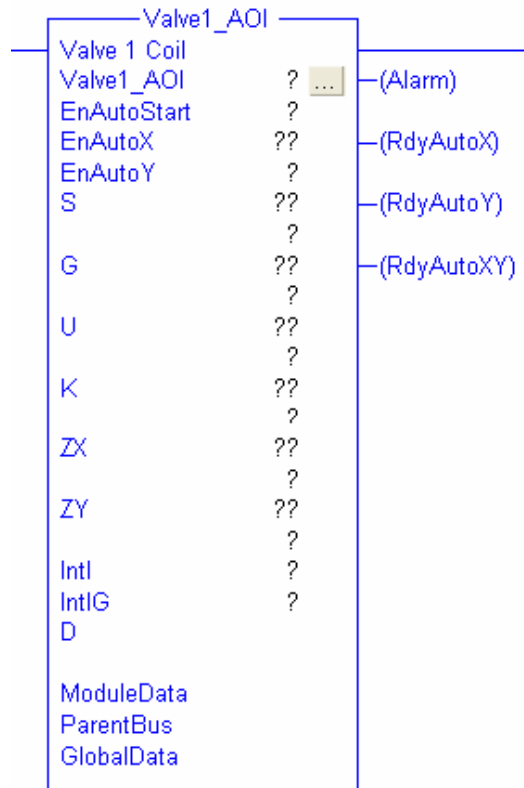 Valve1_AOI
Valve 1 Coil
Valve1_AOI ? ... (Alarm)
EnAutoStart ?
EnAutoX ?? (RdyAutoX)
EnAutoY ?
S ?? (RdyAutoY)
?
G ?? (RdyAutoXY)
?
U ??
?
K ??
?
ZX ??
?
ZY ??
?
Intl ?
IntlG ?
D
ModuleData
ParentBus
GlobalData